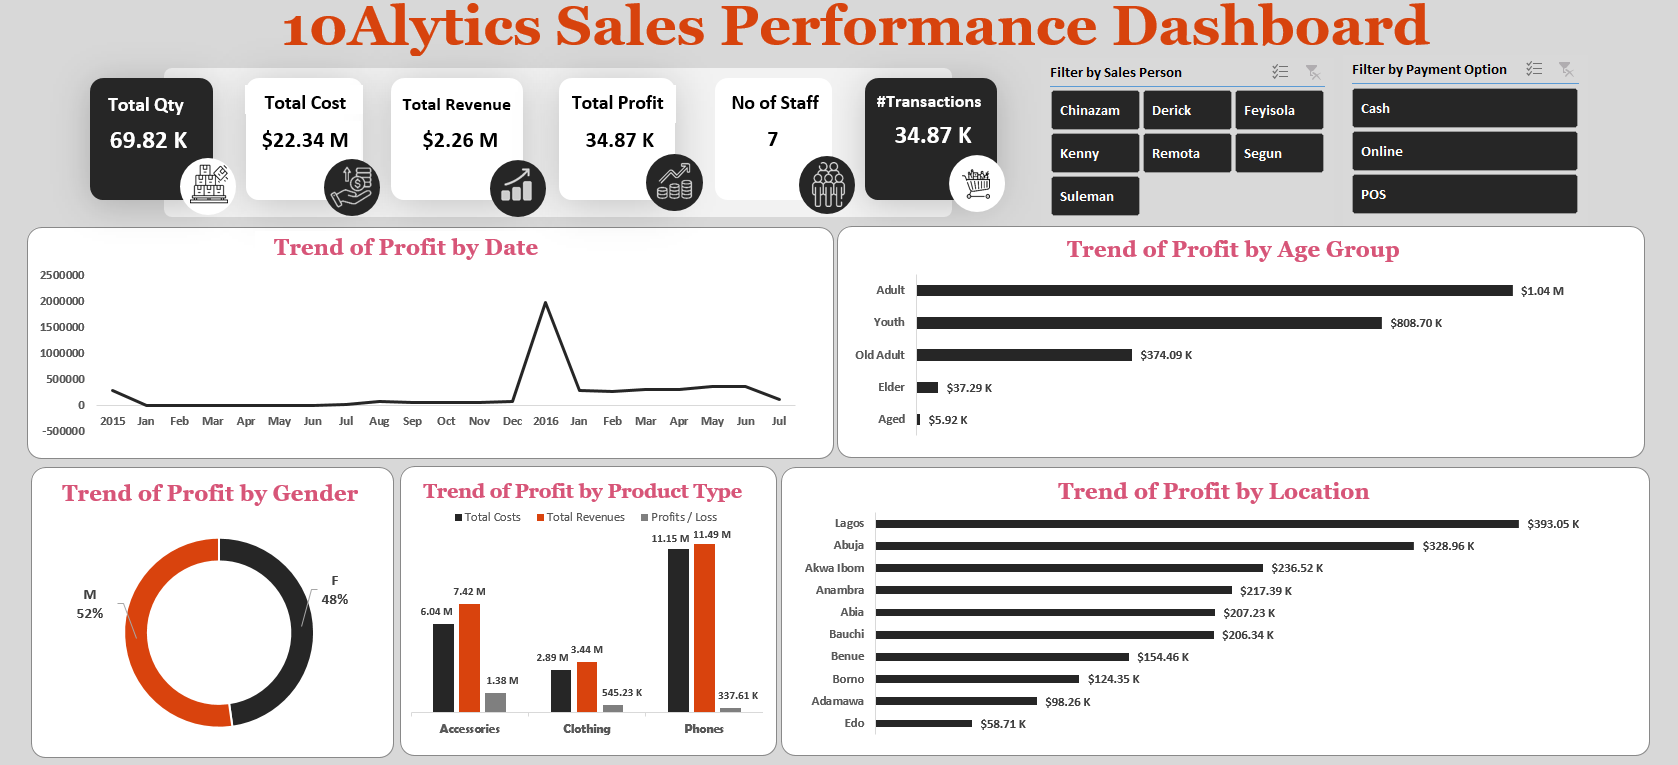 10Alytics Sales Performance Dashboard
Total Qty
69.82 K
Total Cost
$22.34 M
Total Revenue
$2.26 M
Total Profit
34.87 K
No of Staff
7
#Transactions
34.87 K
Filter by Sales Person
Chinazam Derick Feyisola
Kenny Remota Segun
Suleman
Filter by Payment Option
Cash
Online
POS
Trend of Profit by Date
2500000
2000000
1500000
1000000
500000
0
-500000
2015 Jan Feb Mar Apr May Jun Jul Aug Sep Oct Nov Dec 2016 Jan Feb Mar Apr May Jun Jul
Trend of Profit by Age Group
Adult $1.04 M
Youth $808.70 K
Old Adult $374.09 K
Elder $37.29 K
Aged $5.92 K
Trend of Profit by Gender
M
52%
F
48%
Trend of Profit by Product Type
Total Costs Total Revenues Profits / Loss
6.04 M 7.42 M 1.38 M
2.89 M 3.44 M 545.23 K
11.15 M 11.49 M 337.61 K
Accessories Clothing Phones
Trend of Profit by Location
Lagos $393.05 K
Abuja $328.96 K
Akwa Ibom $236.52 K
Anambra $217.39 K
Abia $207.23 K
Bauchi $206.34 K
Benue $154.46 K
Borno $124.35 K
Adamawa $98.26 K
Edo $58.71 K